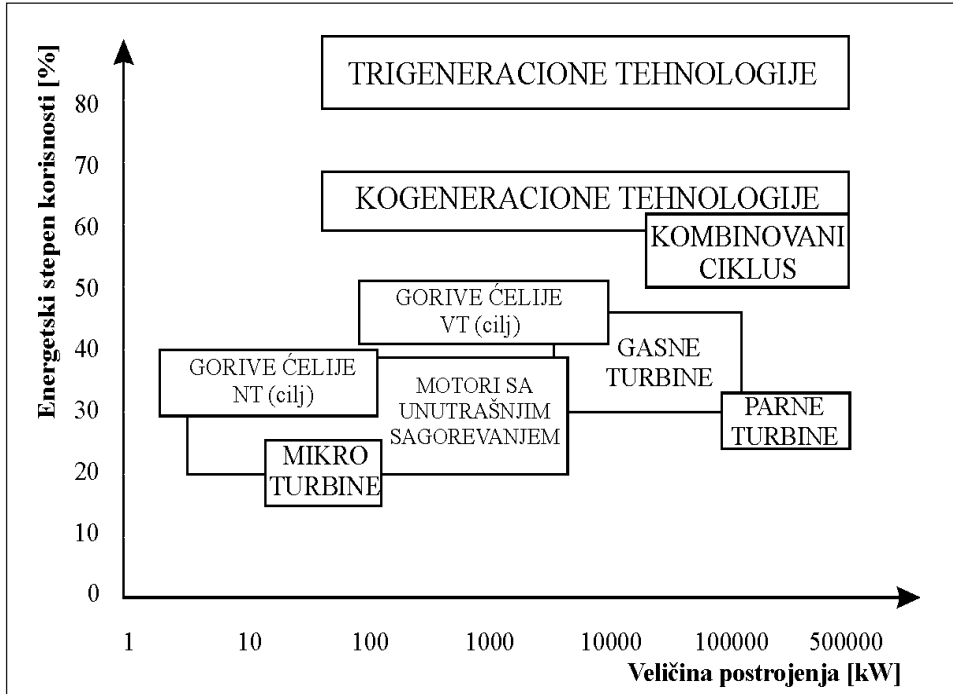 Energetski stepen korisnosti [%]
TRIGENERACIONE TEHNOLOGIJE
80
70
KOGENERACIONE TEHNOLOGIJE
60
KOMBINOVANI
CIKLUS
50
GORIVE ĆELIJE
VT (cilj)
40
GORIVE ĆELIJE
NT (cilj)
GASNE
TURBINE
MOTORI SA
UNUTRAŠNJIM
SAGOREVANJEM
30
PARNE
TURBINE
MIKRO
TURBINE
20
10
0
1 10 100 1000 10000 100000 500000
Veličina postrojenja [kW]